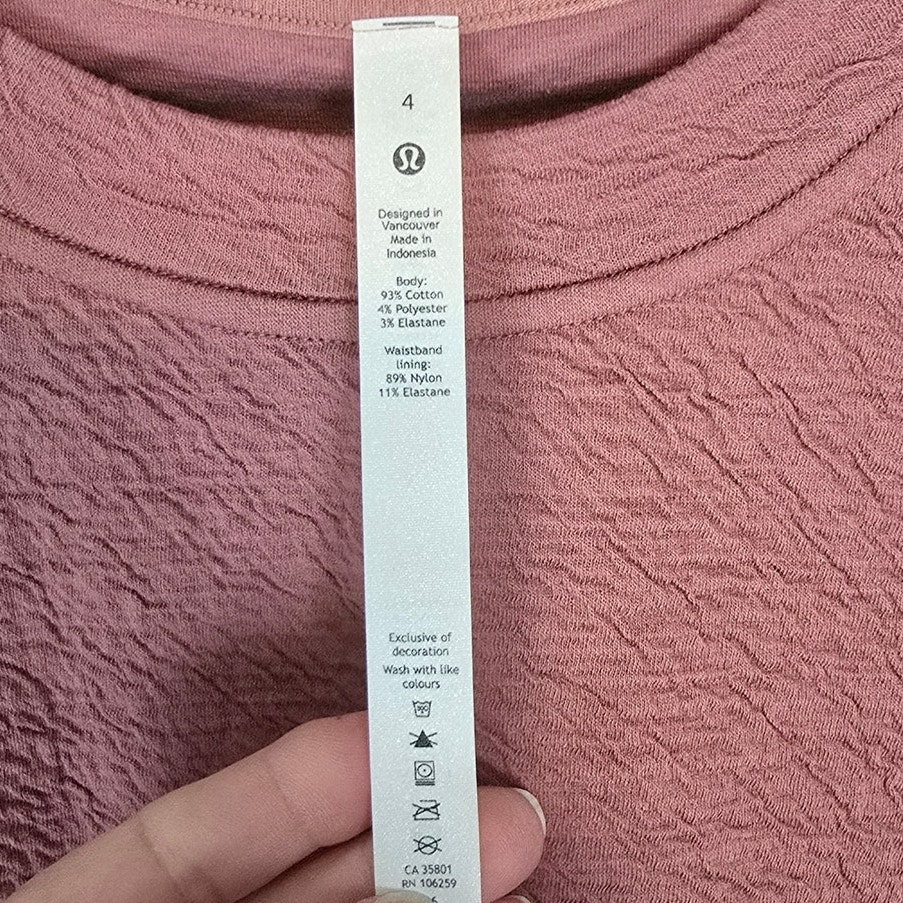 4
Designed in
Vancouver
Made in
Indonesia
Body:
93% Cotton
4% Polyester
3% Elastane
Waistband
lining:
89% Nylon
11% Elastane
Exclusive of
decoration
Wash with like
colours
30C
CA 35801
RN 106259